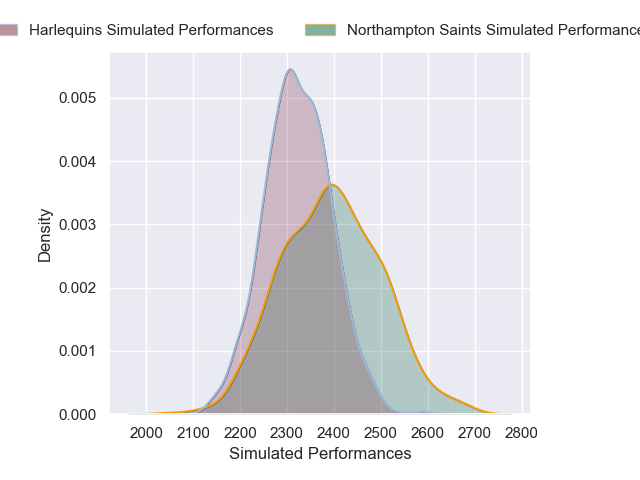 Harlequins Simulated Performances Northampton Saints Simulated Performance
0.005
0.004
0.003
0.002
0.001
0.000
Density
2000 2100 2200 2300 2400 2500 2600 2700 2800
Simulated Performances